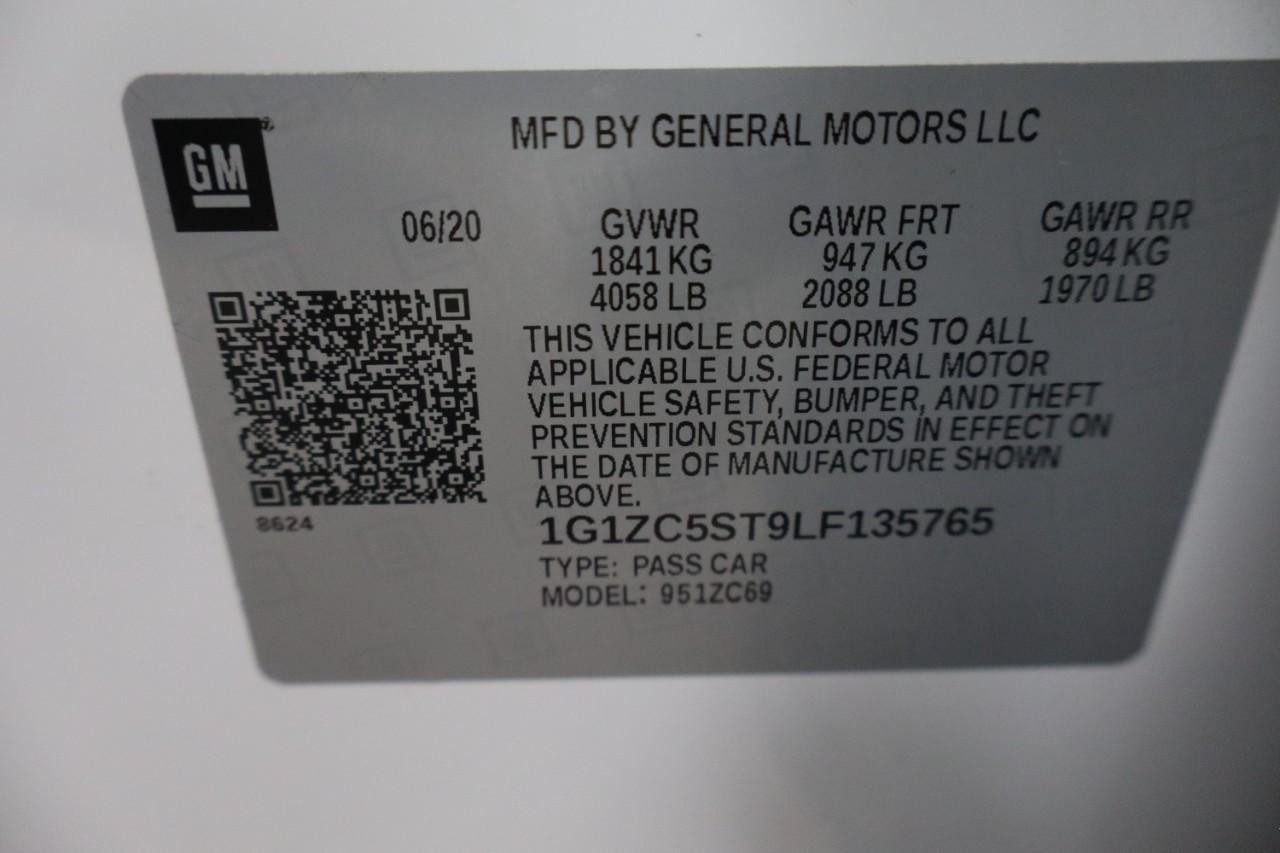 GM
MFD BY GENERAL MOTORS LLC
06/20 GVWR GAWR FRT GAWR RR
1841 KG 947 KG 894 KG
4058 LB 2088 LB 1970 LB
THIS VEHICLE CONFORMS TO ALL
APPLICABLE U.S. FEDERAL MOTOR
VEHICLE SAFETY, BUMPER, AND THEFT
PREVENTION STANDARDS IN EFFECT ON
THE DATE OF MANUFACTURE SHOWN
ABOVE.
8624
1G1ZC5ST9LF135765
TYPE: PASS CAR
MODEL: 951ZC69